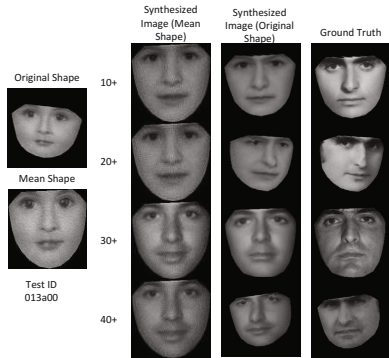 Synthesized
Image (Mean
Shape)
Synthesized
Image (Original
Shape)
Ground Truth
Original Shape
10+
20+
Mean Shape
30+
Test ID
013a00
40+